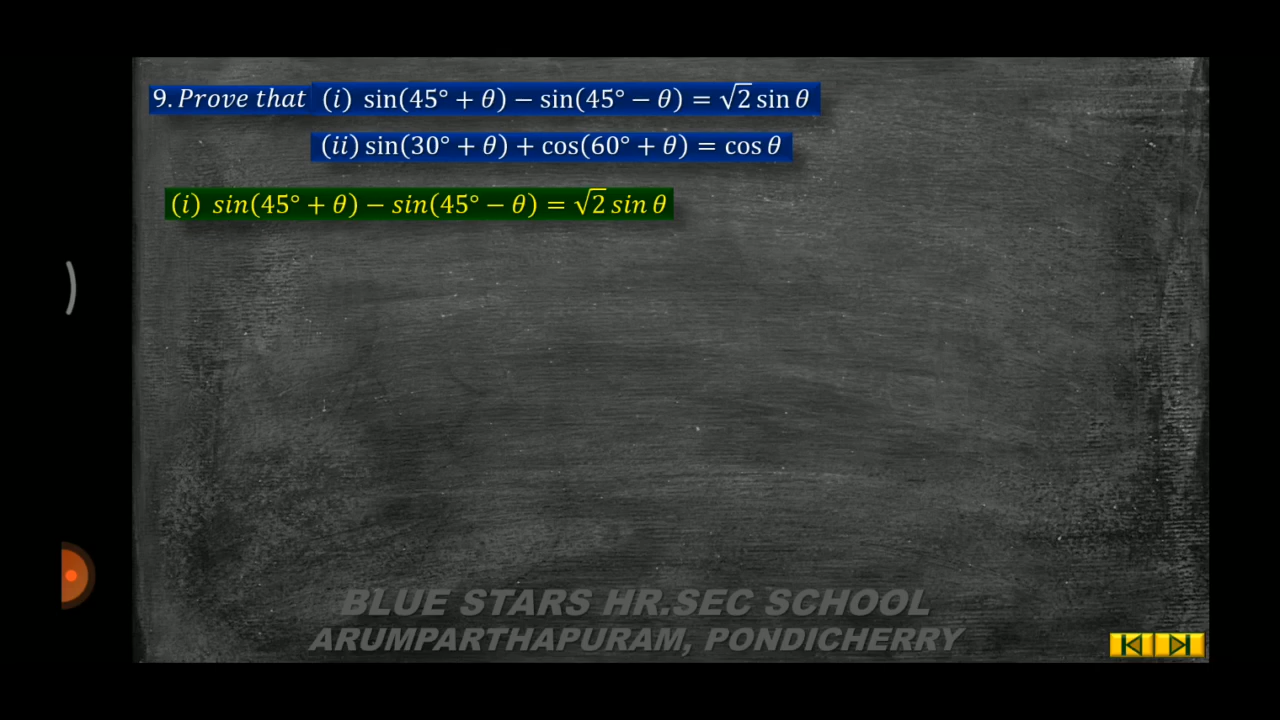 9. Prove that (i) sin(45° + θ) − sin(45° − θ) = √2 sin θ
(ii) sin(30° + θ) + cos(60° + θ) = cos θ
(i) sin(45° + θ) − sin(45° − θ) = √2 sin θ
BLUE STARS HR.SEC SCHOOL
ARUMPARTHAPURAM, PONDICHERRY